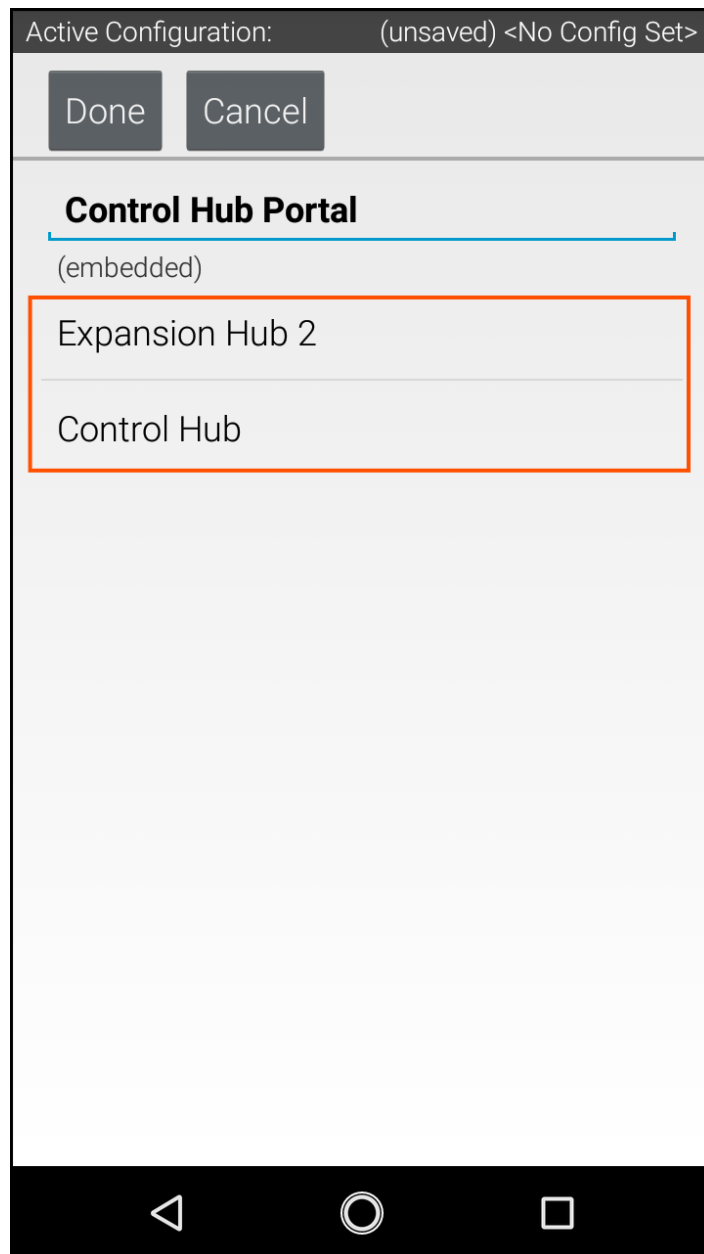 Active Configuration: (unsaved) <No Config Set>
Done Cancel
Control Hub Portal
(embedded)
Expansion Hub 2
Control Hub